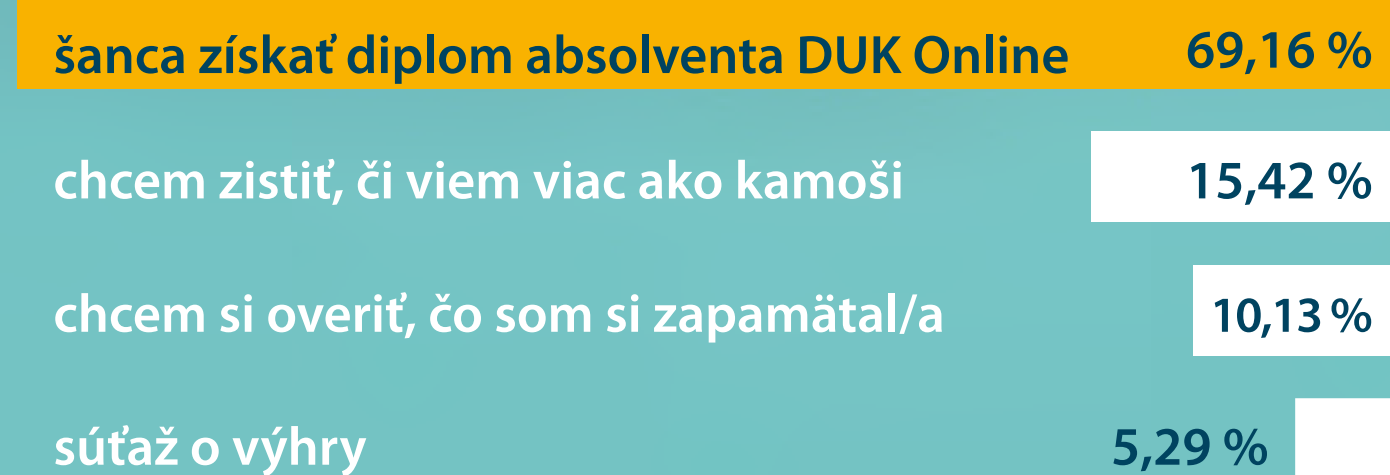 šanca získať diplom absolventa DUK Online 69,16 %
chcem zistiť, či viem viac ako kamoši 15,42 %
chcem si overiť, čo som si zapamätal/a 10,13 %
súťaž o výhry 5,29 %